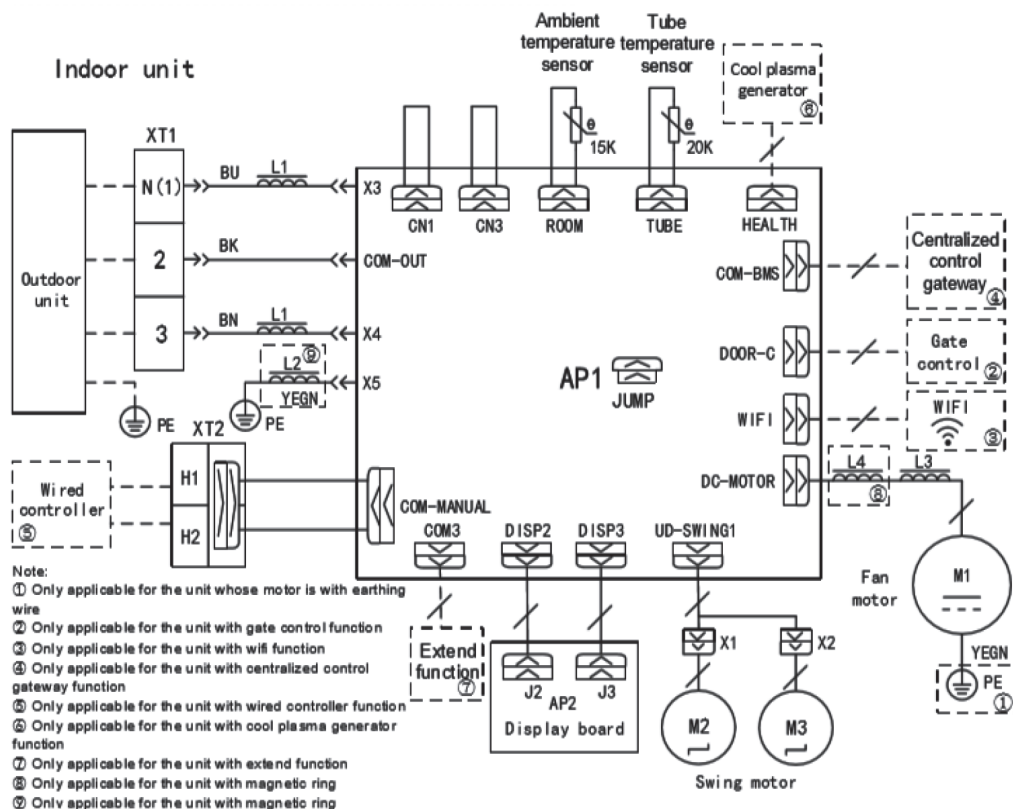 Indoor unit
Ambient
temperature
sensor
Tube
temperature
sensor
Cool plasma
generator
⑥
XT1
Outdoor
unit
N(1)
BU
L1
X3
2
BK
COM-OUT
3
BN
L1
X4
⑨
L2
YEGN
X5
PE
PE
θ
15K
θ
20K
CN1
CN3
ROOM
TUBE
HEALTH
COM-BMS
Centralized
control
gateway
④
DOOR-C
Gate
control
②
AP1
JUMP
WIFI
WIFI
③
XT2
Wired
controller
⑤
H1
H2
COM-MANUAL
DC-MOTOR
L4
⑧
L3
COM3
DISP2
DISP3
UD-SWING1
Fan
motor
M1
YEGN
PE
①
Extend
function
⑦
J2
J3
AP2
Display board
X1
X2
M2
M3
Swing motor
Note:
① Only applicable for the unit whose motor is with earthing
wire
② Only applicable for the unit with gate control function
③ Only applicable for the unit with wifi function
④ Only applicable for the unit with centralized control
gateway function
⑤ Only applicable for the unit with wired controller function
⑥ Only applicable for the unit with cool plasma generator
function
⑦ Only applicable for the unit with extend function
⑧ Only applicable for the unit with magnetic ring
⑨ Only applicable for the unit with magnetic ring